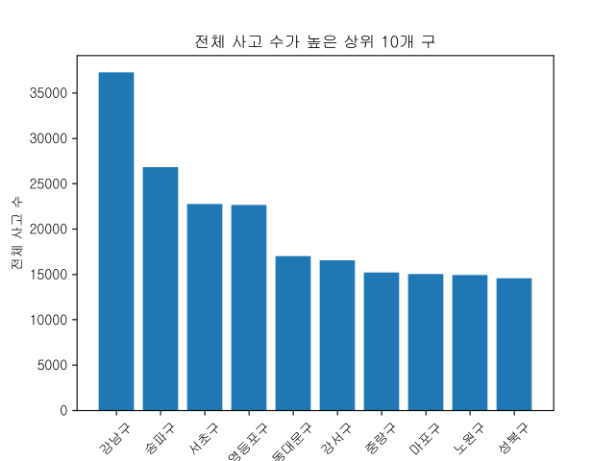 전체 사고 수가 높은 상위 10개 구
전체 사고 수
35000
30000
25000
20000
15000
10000
5000
0
강남구
송파구
서초구
영등포구
동대문구
강서구
중랑구
마포구
노원구
성북구